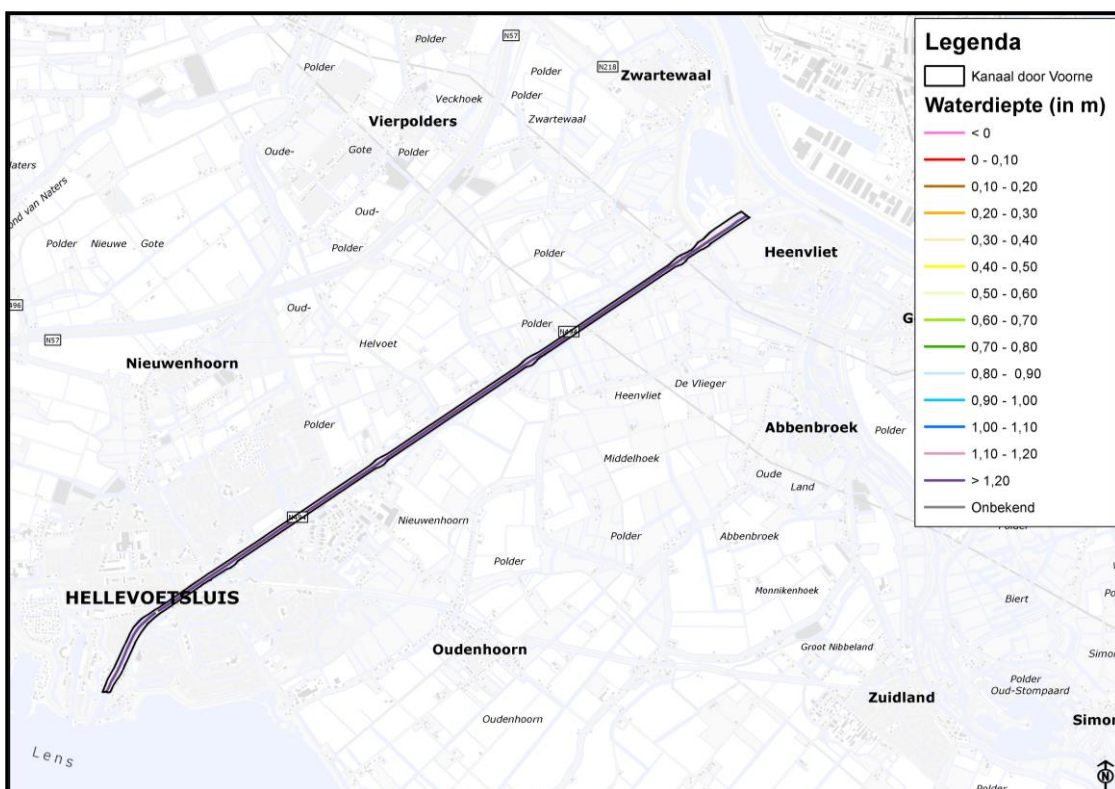 N57
Polder
Polder
N218
Zwartewaal
Polder
Veckhoek
Polder
Vierpolders
Zwartewaal
Oude-
Gote
Polder
Oud-
Polder
Nieuwe
Gote
Polder
Polder
Heenvliet
Oud-
N57
Polder
Helvoet
Nieuwenhoorn
De Vlieger
Heenvliet
Polder
Abbenbroek
Polder
Middelhoek
Oude
Land
Nieuwenhoorn
Polder
Abbenbroek
Polder
Polder
Monnikenhoek
Biert
HELLEVOETSLUIS
Oudenhoorn
Groot Nibbeland
Polder
Oud-Stompaard
Zuidland
Oudenhoorn
Lens
Polder
N
Legenda
Kanaal door Voorne
Waterdiepte (in m)
< 0
0 - 0,10
0,10 - 0,20
0,20 - 0,30
0,30 - 0,40
0,40 - 0,50
0,50 - 0,60
0,60 - 0,70
0,70 - 0,80
0,80 - 0,90
0,90 - 1,00
1,00 - 1,10
1,10 - 1,20
> 1,20
Onbekend